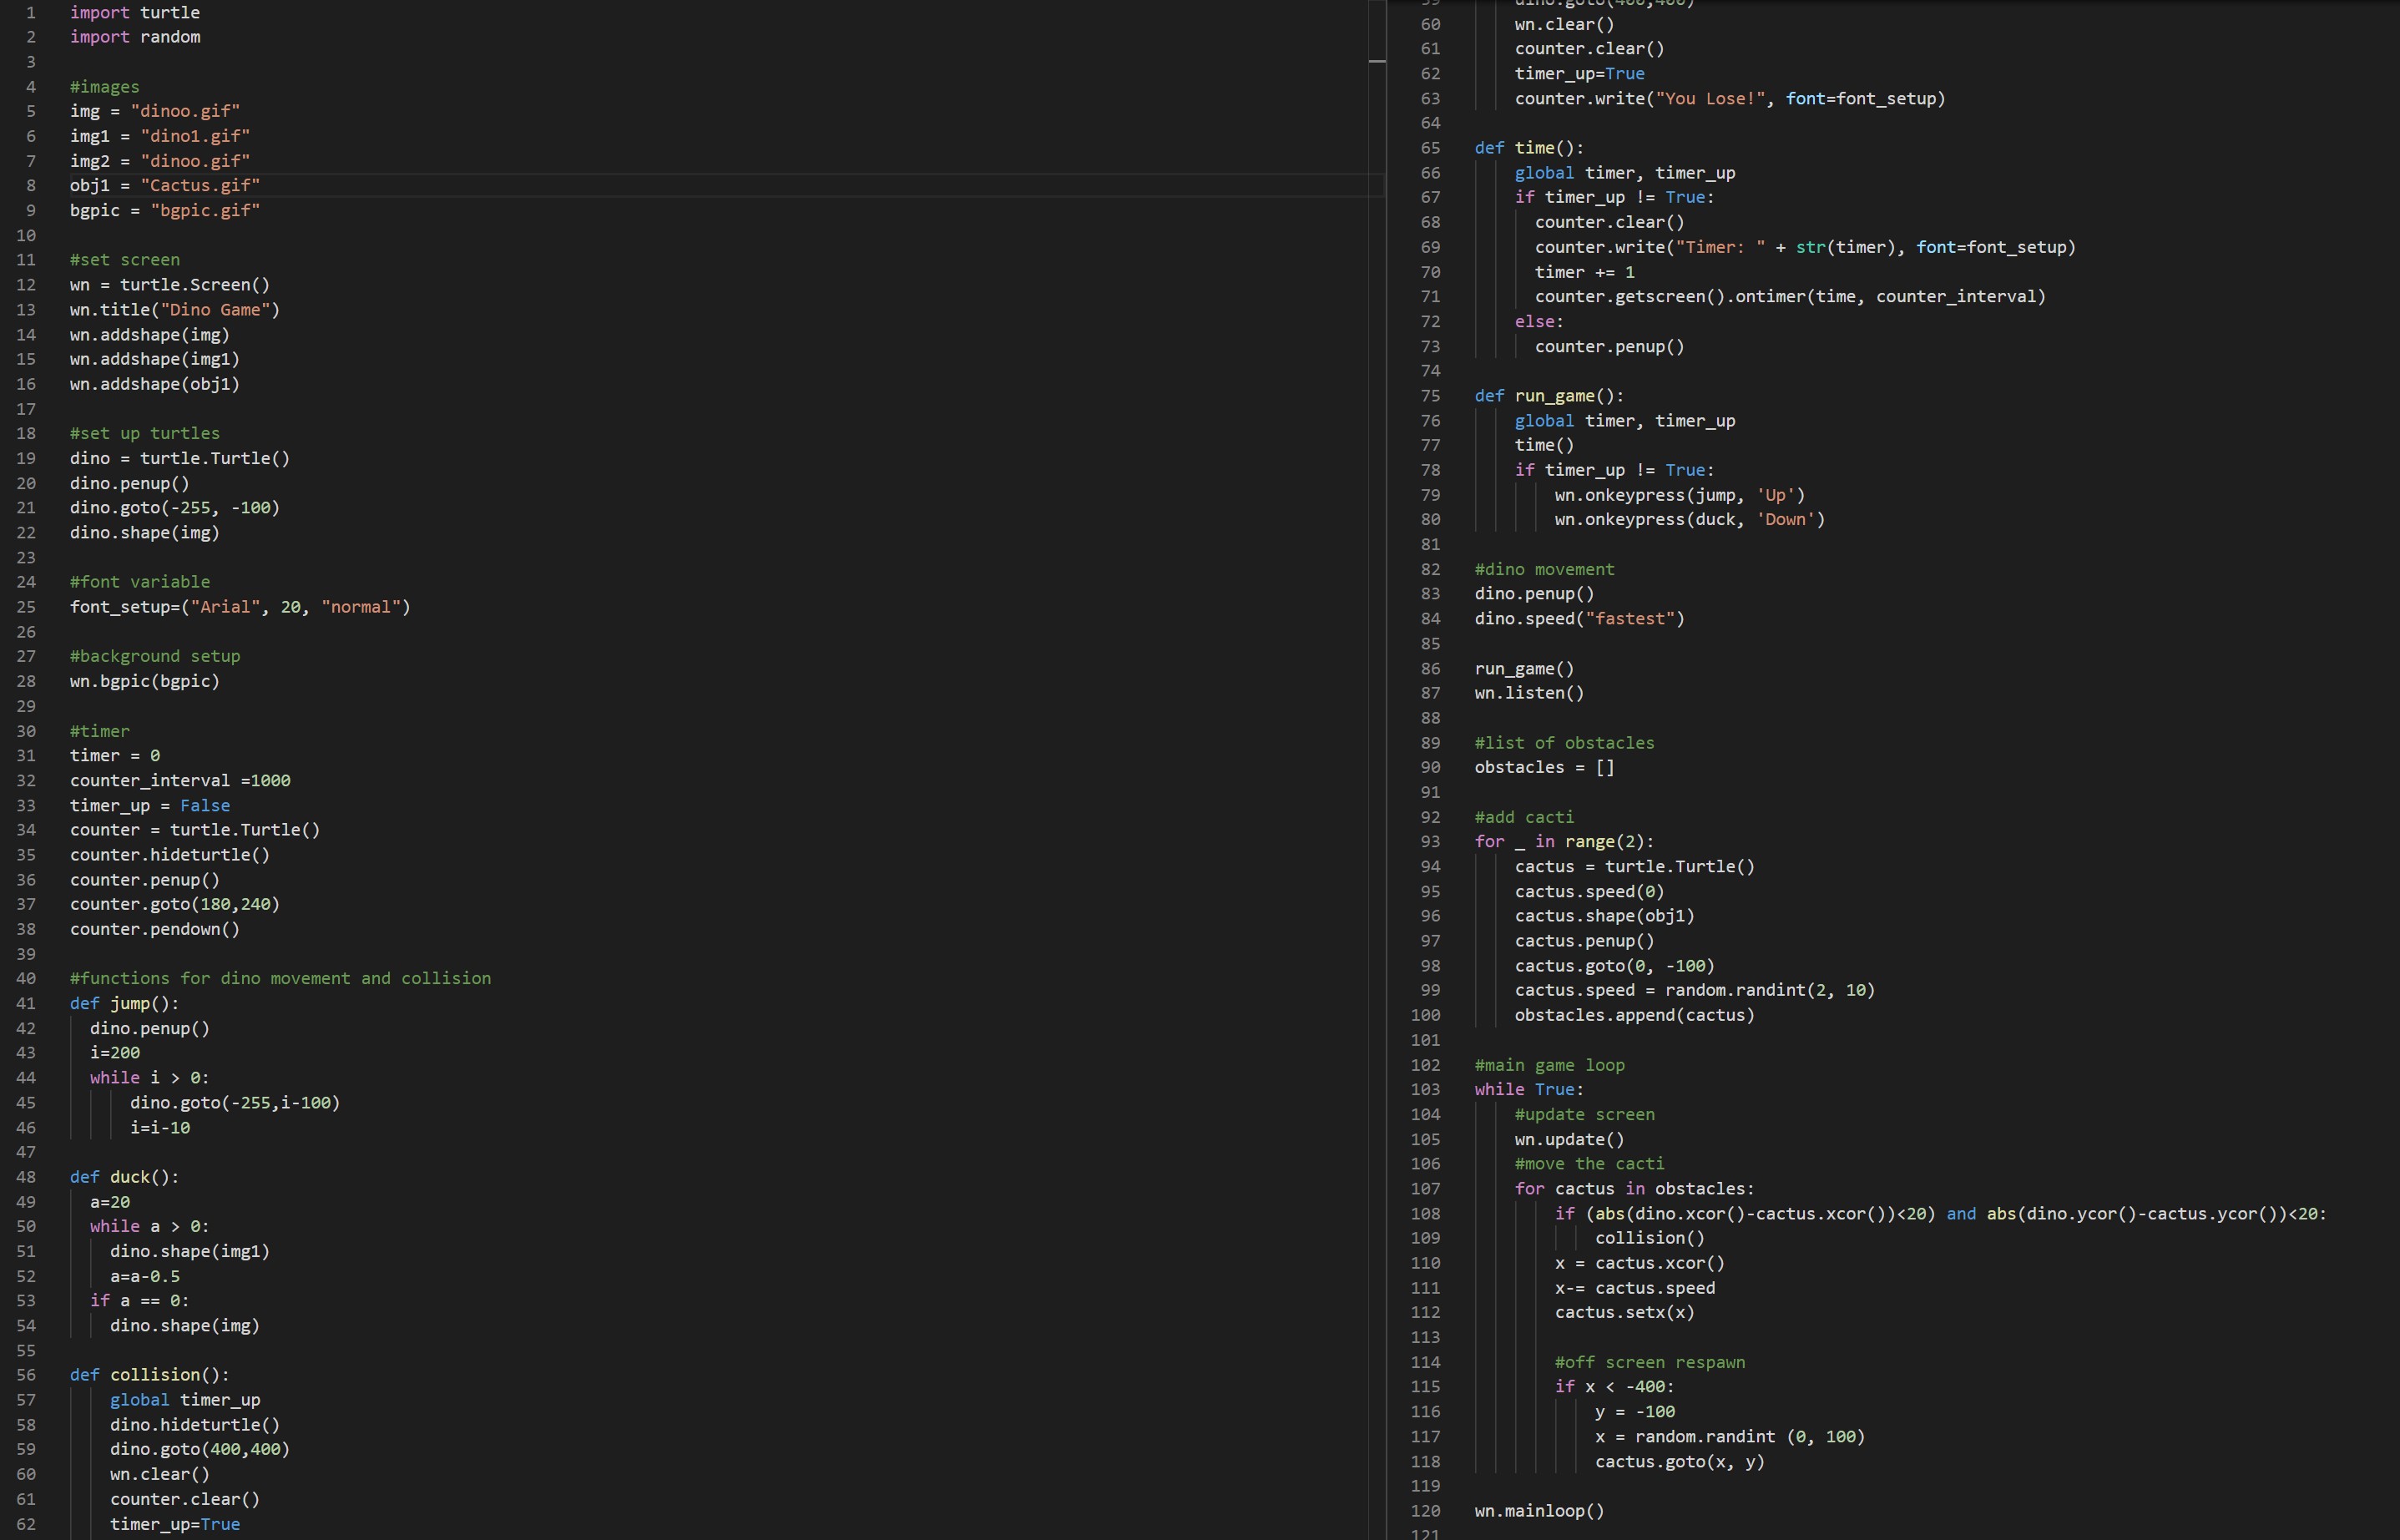 1 import turtle
2 import random
3
4 #images
5 img = "dinoo.gif"
6 img1 = "dino1.gif"
7 img2 = "dinoo.gif"
8 obj1 = "Cactus.gif"
9 bgpic = "bgpic.gif"
10
11 #set screen
12 wn = turtle.Screen()
13 wn.title("Dino Game")
14 wn.addshape(img)
15 wn.addshape(img1)
16 wn.addshape(obj1)
17
18 #set up turtles
19 dino = turtle.Turtle()
20 dino.penup()
21 dino.goto(-255, -100)
22 dino.shape(img)
23
24 #font variable
25 font_setup=("Arial", 20, "normal")
26
27 #background setup
28 wn.bgpic(bgpic)
29
30 #timer
31 timer = 0
32 counter_interval =1000
33 timer_up = False
34 counter = turtle.Turtle()
35 counter.hideturtle()
36 counter.penup()
37 counter.goto(180,240)
38 counter.pendown()
39
40 #functions for dino movement and collision
41 def jump():
42   dino.penup()
43   i=200
44   while i > 0:
45       dino.goto(-255,i-100)
46       i=i-10
47
48 def duck():
49   a=20
50   while a > 0:
51     dino.shape(img1)
52     a=a-0.5
53   if a == 0:
54     dino.shape(img)
55
56 def collision():
57     global timer_up
58     dino.hideturtle()
59     dino.goto(400,400)
60     wn.clear()
61     counter.clear()
62     timer_up=True
59     dino.goto(400,400)
60     wn.clear()
61     counter.clear()
62     timer_up=True
63     counter.write("You Lose!", font=font_setup)
64
65 def time():
66     global timer, timer_up
67     if timer_up != True:
68       counter.clear()
69       counter.write("Timer: " + str(timer), font=font_setup)
70       timer += 1
71       counter.getscreen().ontimer(time, counter_interval)
72     else:
73       counter.penup()
74
75 def run_game():
76     global timer, timer_up
77     time()
78     if timer_up != True:
79         wn.onkeypress(jump, 'Up')
80         wn.onkeypress(duck, 'Down')
81
82 #dino movement
83 dino.penup()
84 dino.speed("fastest")
85
86 run_game()
87 wn.listen()
88
89 #list of obstacles
90 obstacles = []
91
92 #add cacti
93 for _ in range(2):
94     cactus = turtle.Turtle()
95     cactus.speed(0)
96     cactus.shape(obj1)
97     cactus.penup()
98     cactus.goto(0, -100)
99     cactus.speed = random.randint(2, 10)
100     obstacles.append(cactus)
101
102 #main game loop
103 while True:
104     #update screen
105     wn.update()
106     #move the cacti
107     for cactus in obstacles:
108         if (abs(dino.xcor()-cactus.xcor())<20) and abs(dino.ycor()-cactus.ycor())<20:
109             collision()
110         x = cactus.xcor()
111         x-= cactus.speed
112         cactus.setx(x)
113
114         #off screen respawn
115         if x < -400:
116             y = -100
117             x = random.randint (0, 100)
118             cactus.goto(x, y)
119
120 wn.mainloop()
121